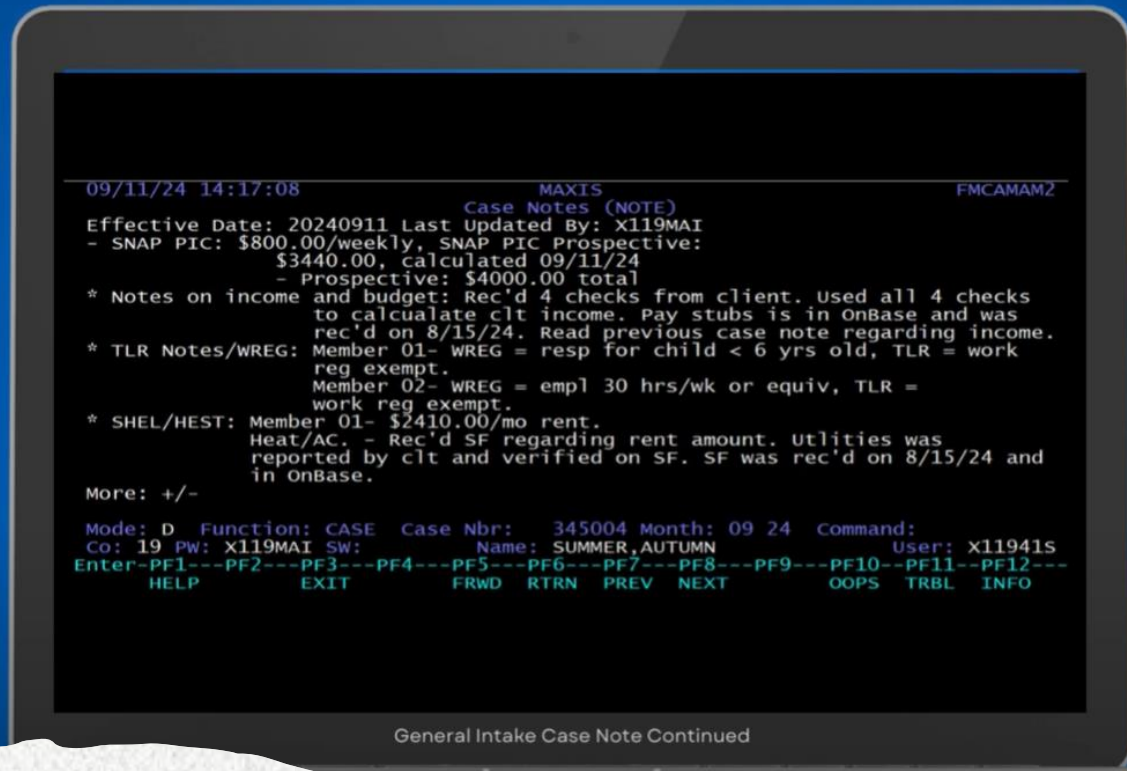 09/11/24 14:17:08 MAXIS FMCAMAM2
Case Notes (NOTE)
Effective Date: 20240911 Last Updated By: X119MAI
- SNAP PIC: $800.00/weekly, SNAP PIC Prospective:
$3440.00, calculated 09/11/24
- Prospective: $4000.00 total
* Notes on income and budget: Rec'd 4 checks from client. Used all 4 checks
to calcualate clt income. Pay stubs is in OnBase and was
rec'd on 8/15/24. Read previous case note regarding income.
* TLR Notes/WREG: Member 01- WREG = resp for child < 6 yrs old, TLR = work
reg exempt.
Member 02- WREG = empl 30 hrs/wk or equiv, TLR =
work reg exempt.
* SHEL/HEST: Member 01- $2410.00/mo rent.
Heat/AC. - Rec'd SF regarding rent amount. Utlities was
reported by clt and verified on SF. SF was rec'd on 8/15/24 and
in OnBase.
More: +/-
Mode: D Function: CASE Case Nbr: 345004 Month: 09 24 Command:
Co: 19 PW: X119MAI SW: Name: SUMMER,AUTUMN User: X11941S
Enter-PF1---PF2---PF3---PF4---PF5---PF6---PF7---PF8---PF9---PF10--PF11--PF12---
HELP EXIT FRWD RTRN PREV NEXT OOPS TRBL INFO
General Intake Case Note Continued